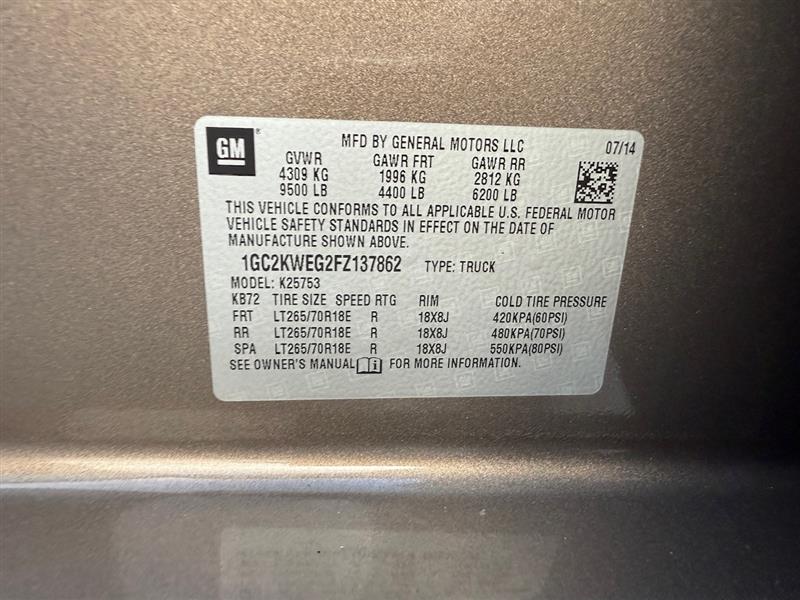 GM ®
MFD BY GENERAL MOTORS LLC 07/14
GVWR GAWR FRT GAWR RR
4309 KG 1996 KG 2812 KG
9500 LB 4400 LB 6200 LB
THIS VEHICLE CONFORMS TO ALL APPLICABLE U.S. FEDERAL MOTOR
VEHICLE SAFETY STANDARDS IN EFFECT ON THE DATE OF
MANUFACTURE SHOWN ABOVE.
1GC2KWEG2FZ137862 TYPE: TRUCK
MODEL: K25753
KB72 TIRE SIZE SPEED RTG RIM COLD TIRE PRESSURE
FRT LT265/70R18E R 18X8J 420KPA(60PSI)
RR LT265/70R18E R 18X8J 480KPA(70PSI)
SPA LT265/70R18E R 18X8J 550KPA(80PSI)
SEE OWNER'S MANUAL i FOR MORE INFORMATION.